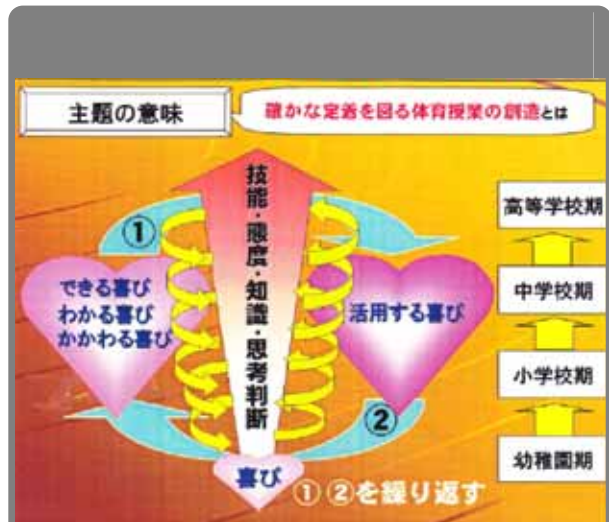 主題の意味
確かな定着を図る体育授業の創造とは
①
できる喜び
わかる喜び
かかわる喜び
技能・態度・知識・思考判断
活用する喜び
②
喜び
①②を繰り返す
高等学校期
中学校期
小学校期
幼稚園期